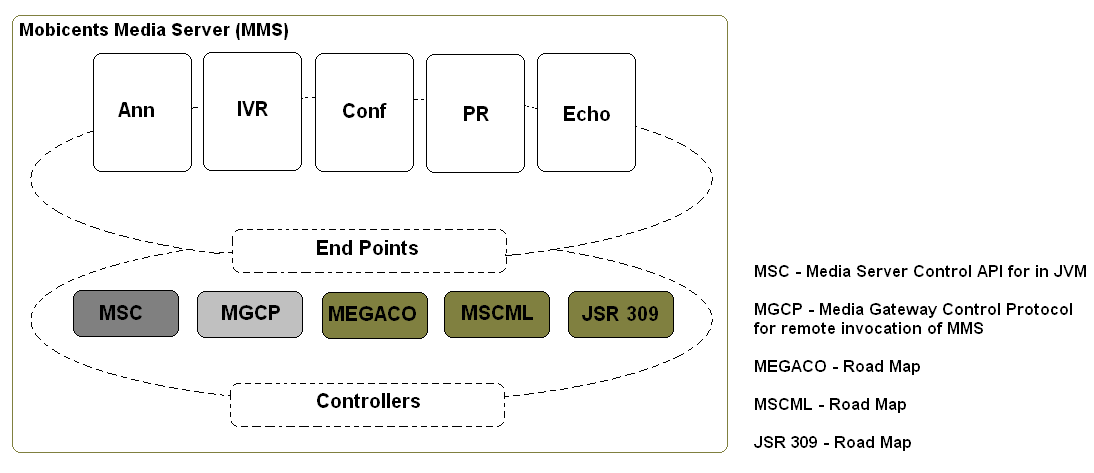 Mobicents Media Server (MMS)
Ann
IVR
Conf
PR
Echo
End Points
MSC
MGCP
MEGACO
MSCML
JSR 309
Controllers
MSC - Media Server Control API for in JVM
MGCP - Media Gateway Control Protocol
for remote invocation of MMS
MEGACO - Road Map
MSCML - Road Map
JSR 309 - Road Map